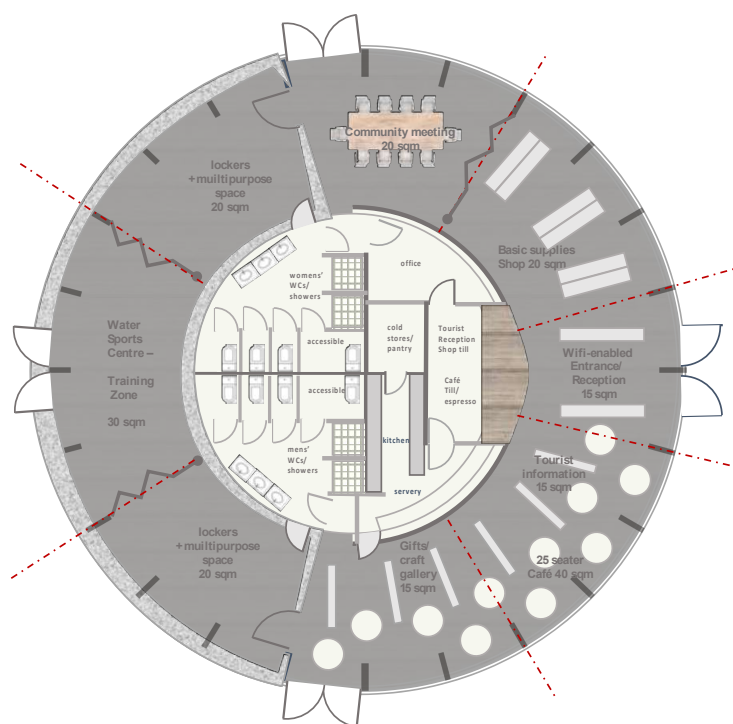 Community meeting
20 sqm
lockers
+muiltipurpose
space
20 sqm
Basic supplies
Shop 20 sqm
office
womens'
WCs/
showers
accessible
cold
stores/
pantry
Tourist
Reception
Shop till
Water
Sports
Centre –
Training
Zone
30 sqm
Wifi-enabled
Entrance/
Reception
15 sqm
accessible
Café
Till/
espresso
kitchen
mens'
WCs/
showers
servery
Tourist
information
15 sqm
lockers
+muiltipurpose
space
20 sqm
Gifts/
craft
gallery
15 sqm
25 seater
Café 40 sqm